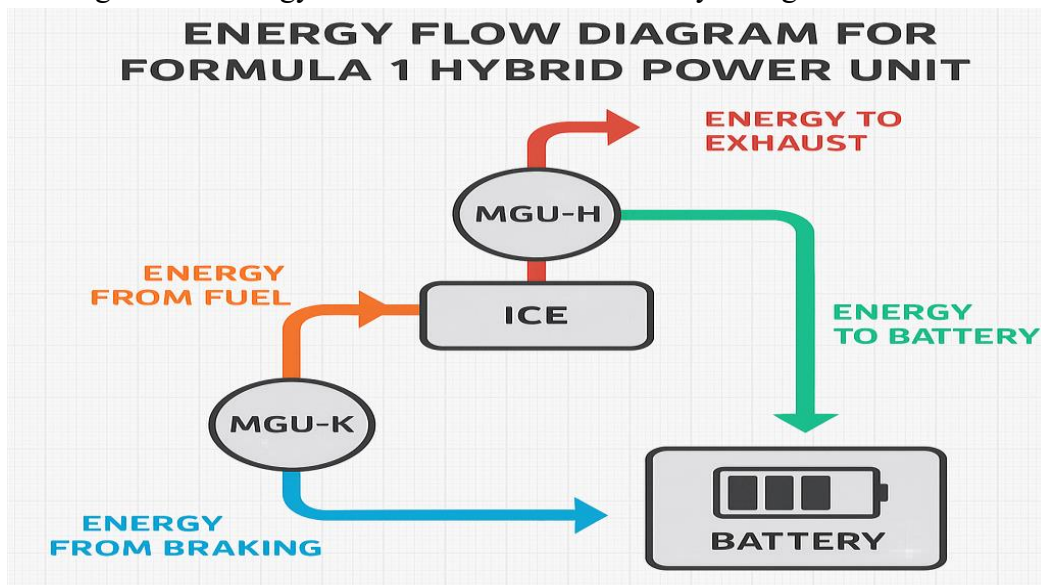 ENERGY FLOW DIAGRAM FOR
FORMULA 1 HYBRID POWER UNIT
ENERGY TO
EXHAUST
MGU-H
ENERGY
FROM FUEL
ICE
ENERGY
TO BATTERY
MGU-K
ENERGY
FROM BRAKING
BATTERY